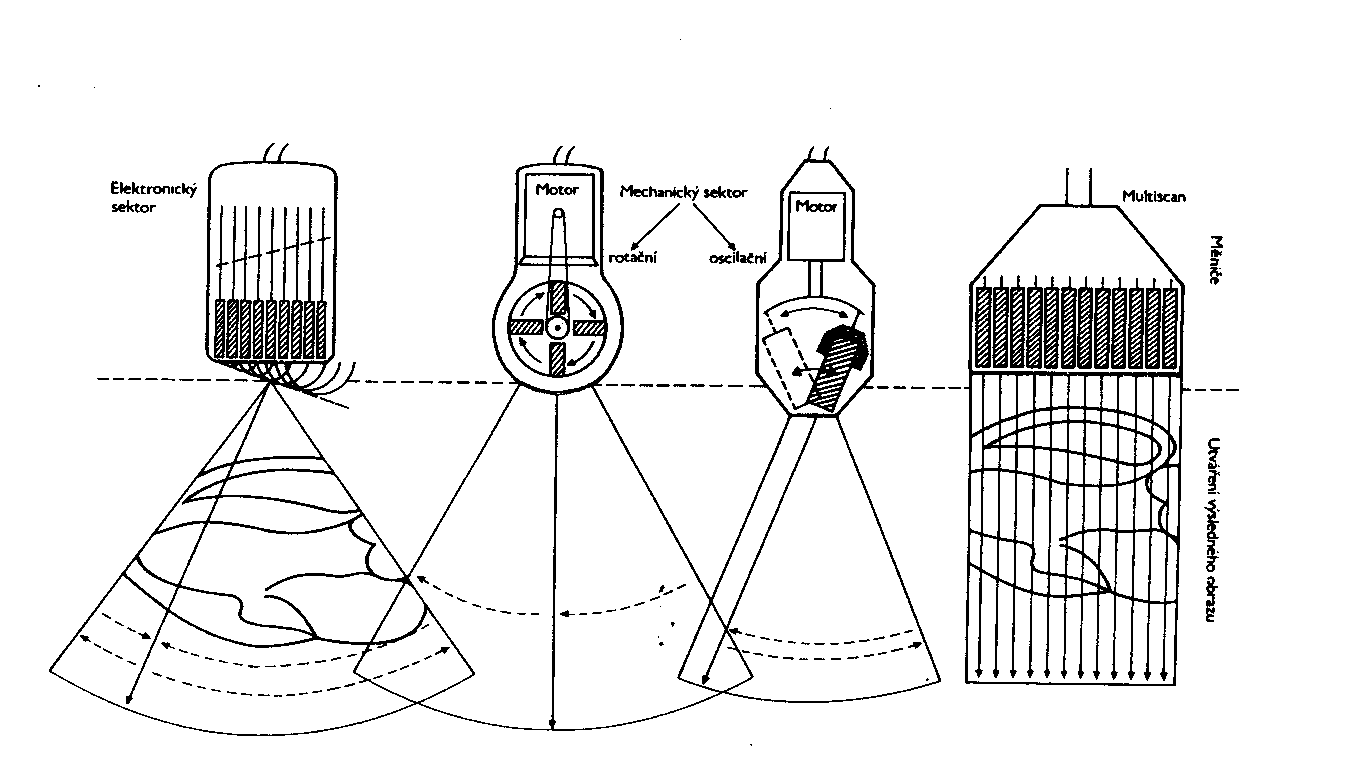 Elektronický
sektor
Motor
Mechanický sektor
rotační
oscilační
Motor
Multiscan
Měniče
Utváření výsledného obrazu